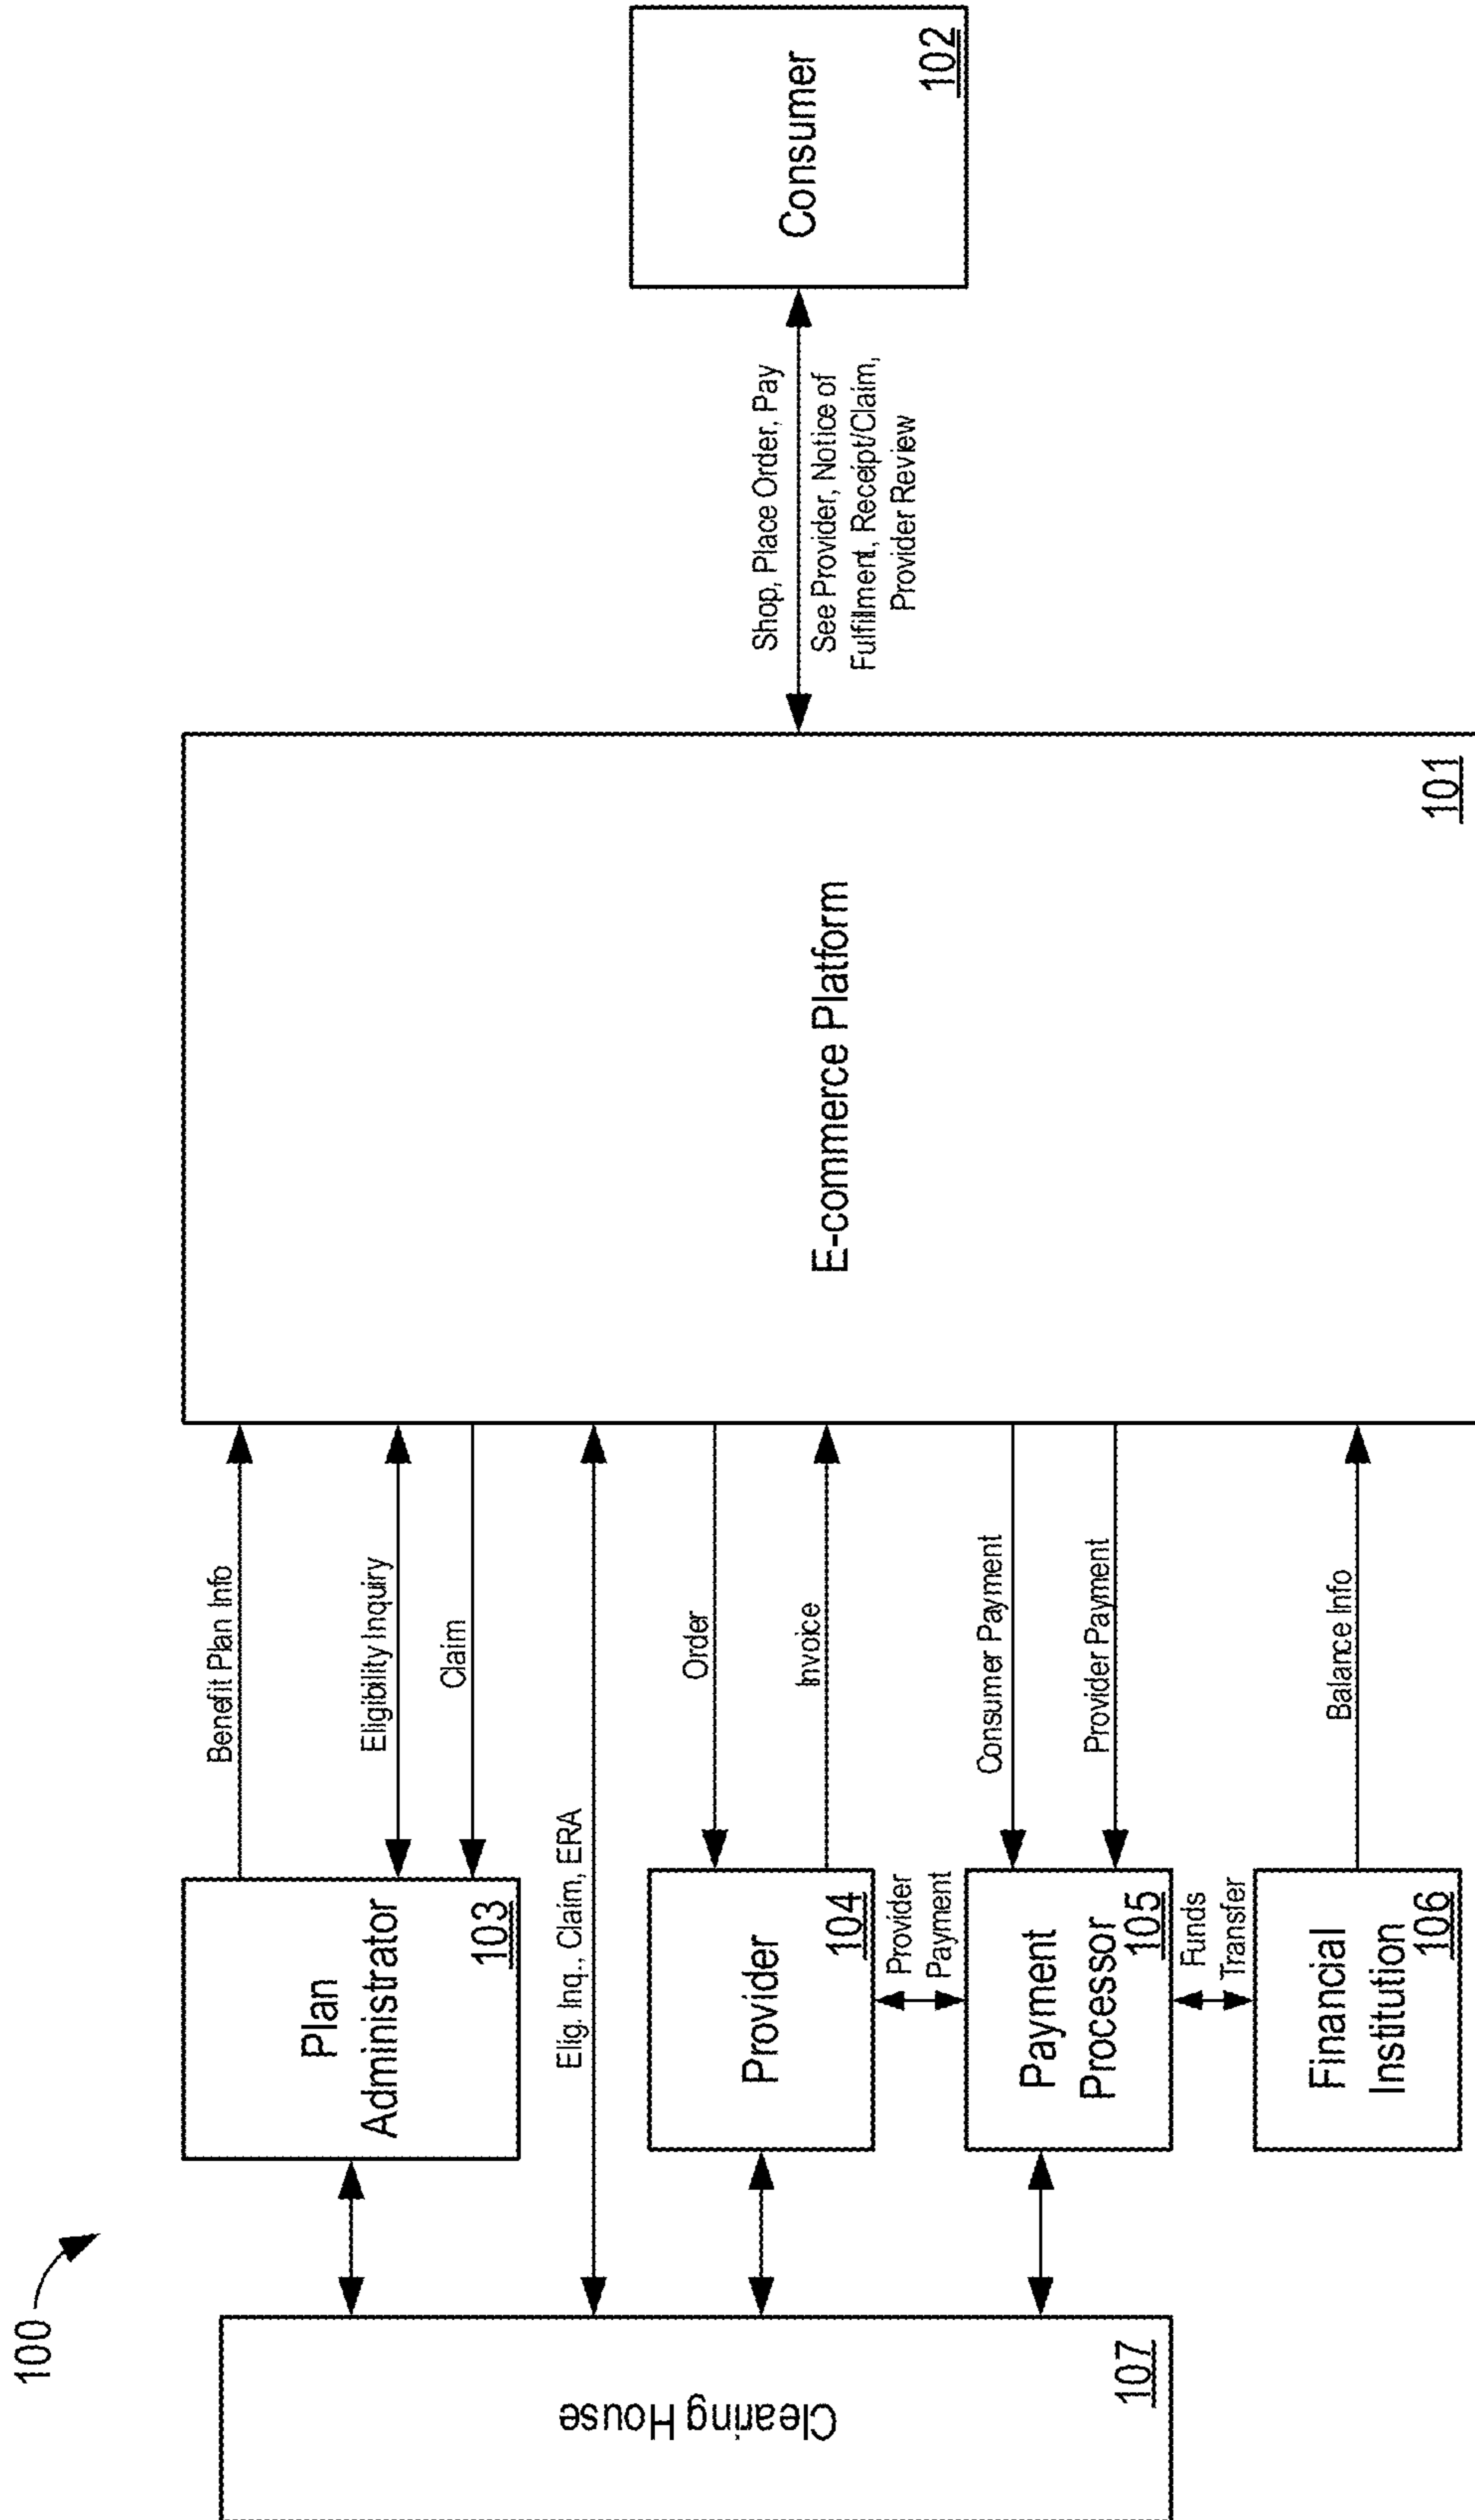 100
Clearing House
107
Plan
Administrator
103
Benefit Plan Info
Eligibility Inquiry
Claim
Elig. Inq., Claim, ERA
Provider
104
Order
Invoice
Provider
Payment
Payment
Processor
105
Consumer Payment
Provider Payment
Funds
Transfer
Financial
Institution
106
Balance Info
E-commerce Platform
101
Shop, Place Order, Pay
See Provider, Notice of
Fulfillment, Receipt/Claim,
Provider Review
Consumer
102